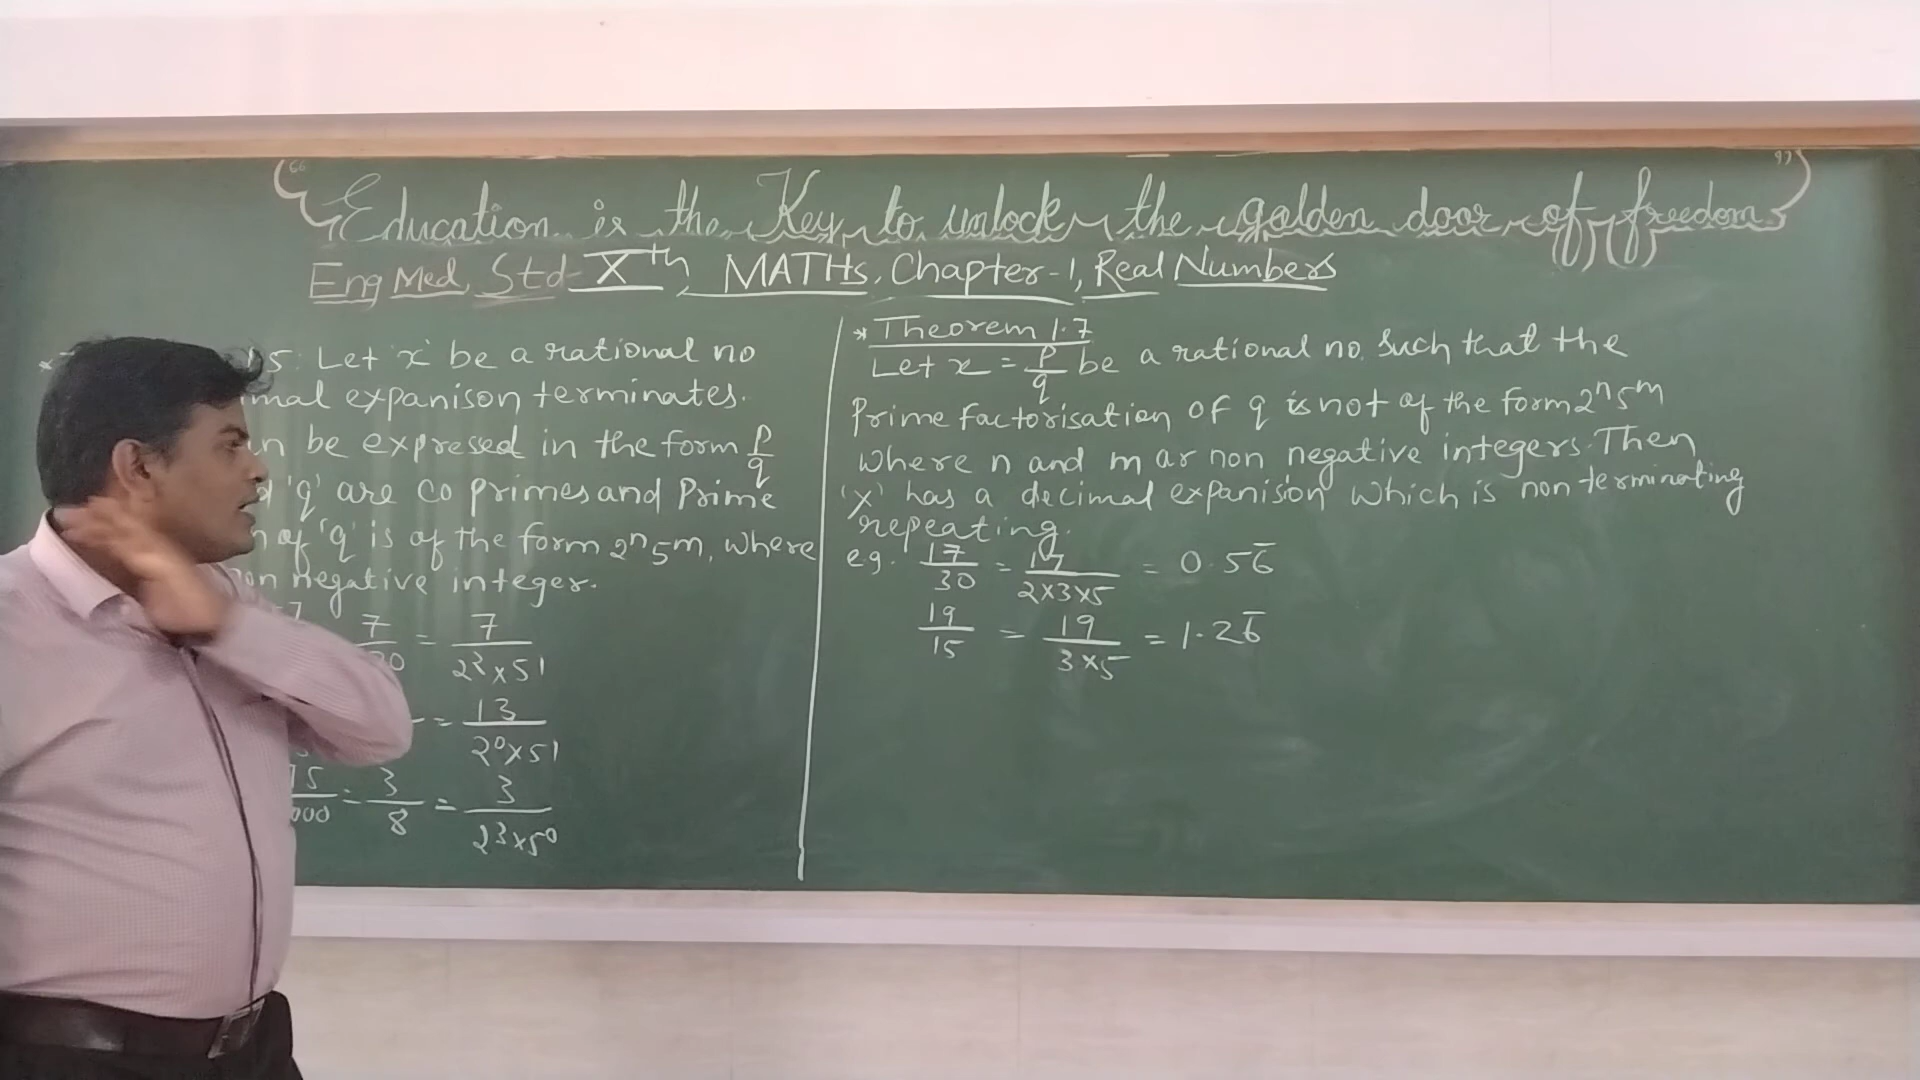 Education is the Key to unlock the golden door of freedom
Eng Med, Std Xth, MATHs, Chapter-1, Real Numbers
5: Let 'x' be a rational no
imal expanison terminates.
n be expresed in the form p/q
'q' are co primes and Prime
n of 'q' is of the form 2ⁿ5ᵐ, where
on negative integer.
7/20 = 7/2²×5¹
= 13/2⁰×5¹
= 3/8 = 3/2³×5⁰
* Theorem 1.7
Let x = p/q be a rational no. Such that the
Prime factorisation of q is not of the form 2ⁿ5ᵐ
where n and m ar non negative integers. Then
'x' has a decimal expanision which is non terminating
repeating.
e.g. 17/30 = 17/2×3×5 = 0.56̅
19/15 = 19/3×5 = 1.26̅